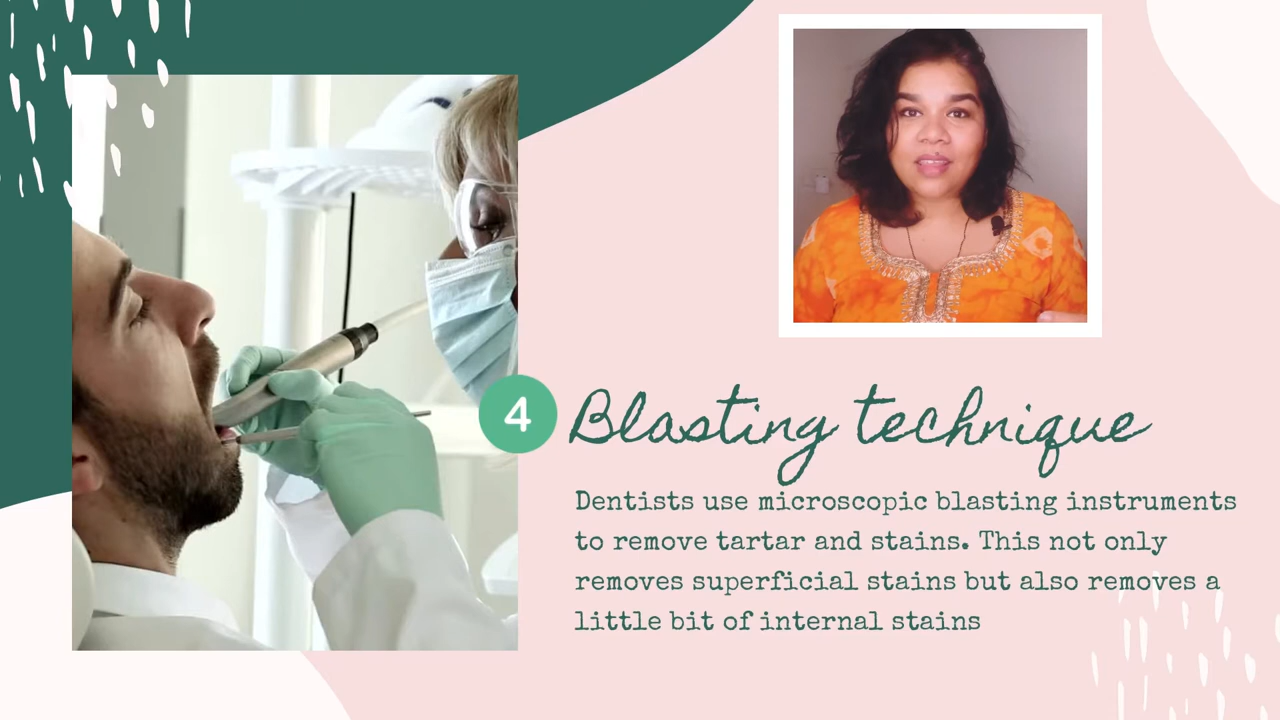 4 Blasting technique
Dentists use microscopic blasting instruments
to remove tartar and stains. This not only
removes superficial stains but also removes a
little bit of internal stains